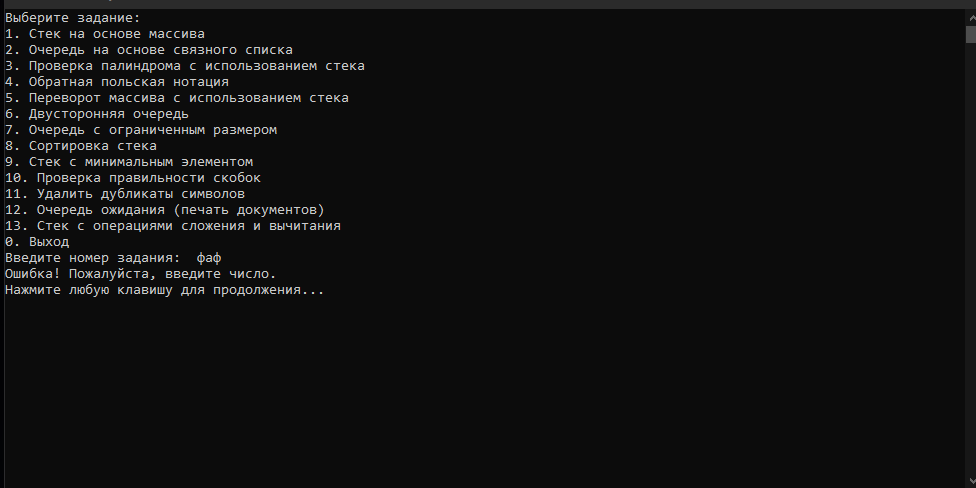 Выберите задание:
1. Стек на основе массива
2. Очередь на основе связного списка
3. Проверка палиндрома с использованием стека
4. Обратная польская нотация
5. Переворот массива с использованием стека
6. Двусторонняя очередь
7. Очередь с ограниченным размером
8. Сортировка стека
9. Стек с минимальным элементом
10. Проверка правильности скобок
11. Удалить дубликаты символов
12. Очередь ожидания (печать документов)
13. Стек с операциями сложения и вычитания
0. Выход
Введите номер задания:  фаф
Ошибка! Пожалуйста, введите число.
Нажмите любую клавишу для продолжения...